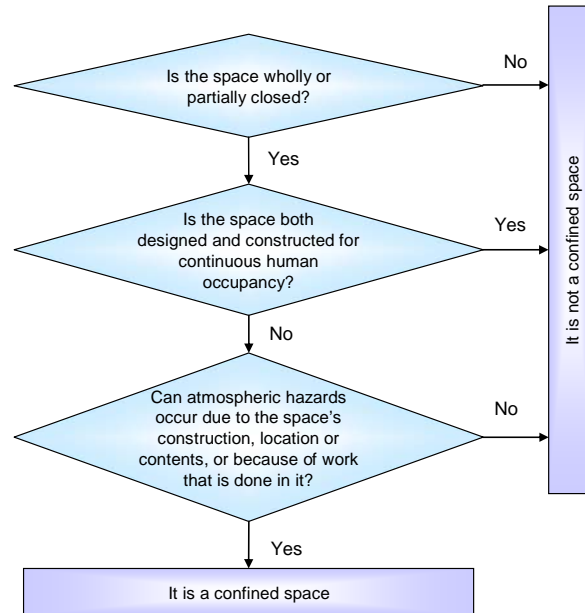 Is the space wholly or
partially closed?
No
Yes
Is the space both
designed and constructed for
continuous human
occupancy?
Yes
No
Can atmospheric hazards
occur due to the space’s
construction, location or
contents, or because of work
that is done in it?
No
Yes
It is a confined space
It is not a confined space